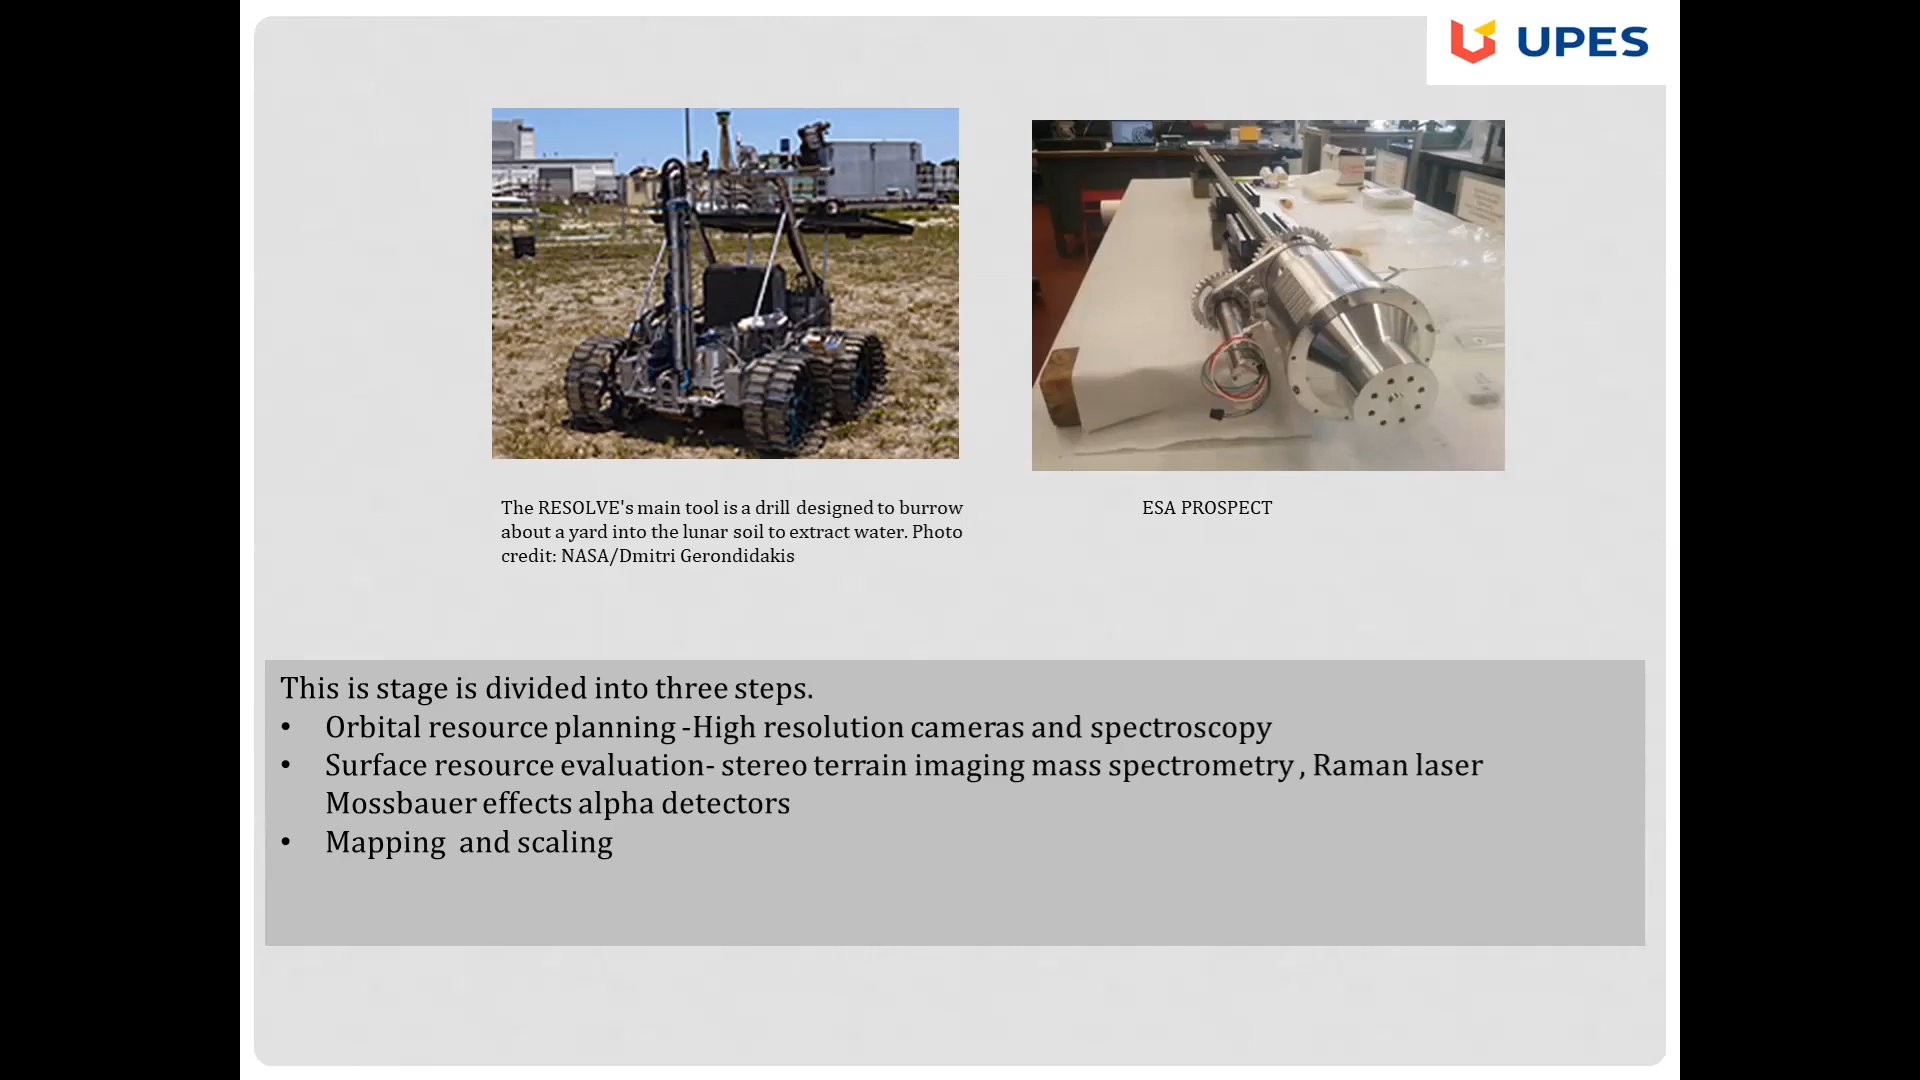 UPES
The RESOLVE's main tool is a drill designed to burrow
about a yard into the lunar soil to extract water. Photo
credit: NASA/Dmitri Gerondidakis
ESA PROSPECT
This is stage is divided into three steps.
• Orbital resource planning -High resolution cameras and spectroscopy
• Surface resource evaluation- stereo terrain imaging mass spectrometry , Raman laser
Mossbauer effects alpha detectors
• Mapping  and scaling